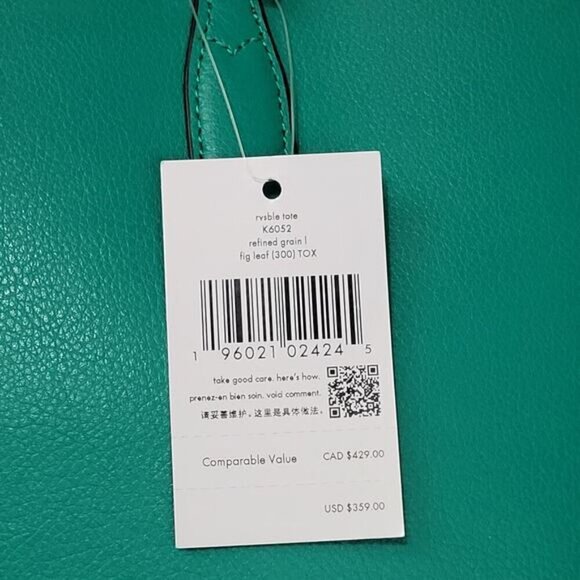 rvsble tote
K6052
refined grain l
fig leaf (300) TOX
1 96021 02424 5
take good care. here's how.
prenez-en bien soin. void comment.
请妥善维护。这里是具体做法。
Comparable Value CAD $429.00
USD $359.00